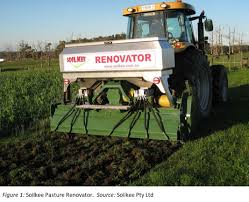 SOILKEE
RENOVATOR
www.soilkee.com.au
Figure 1: Soilkee Pasture Renovator. Source: Soilkee Pty Ltd